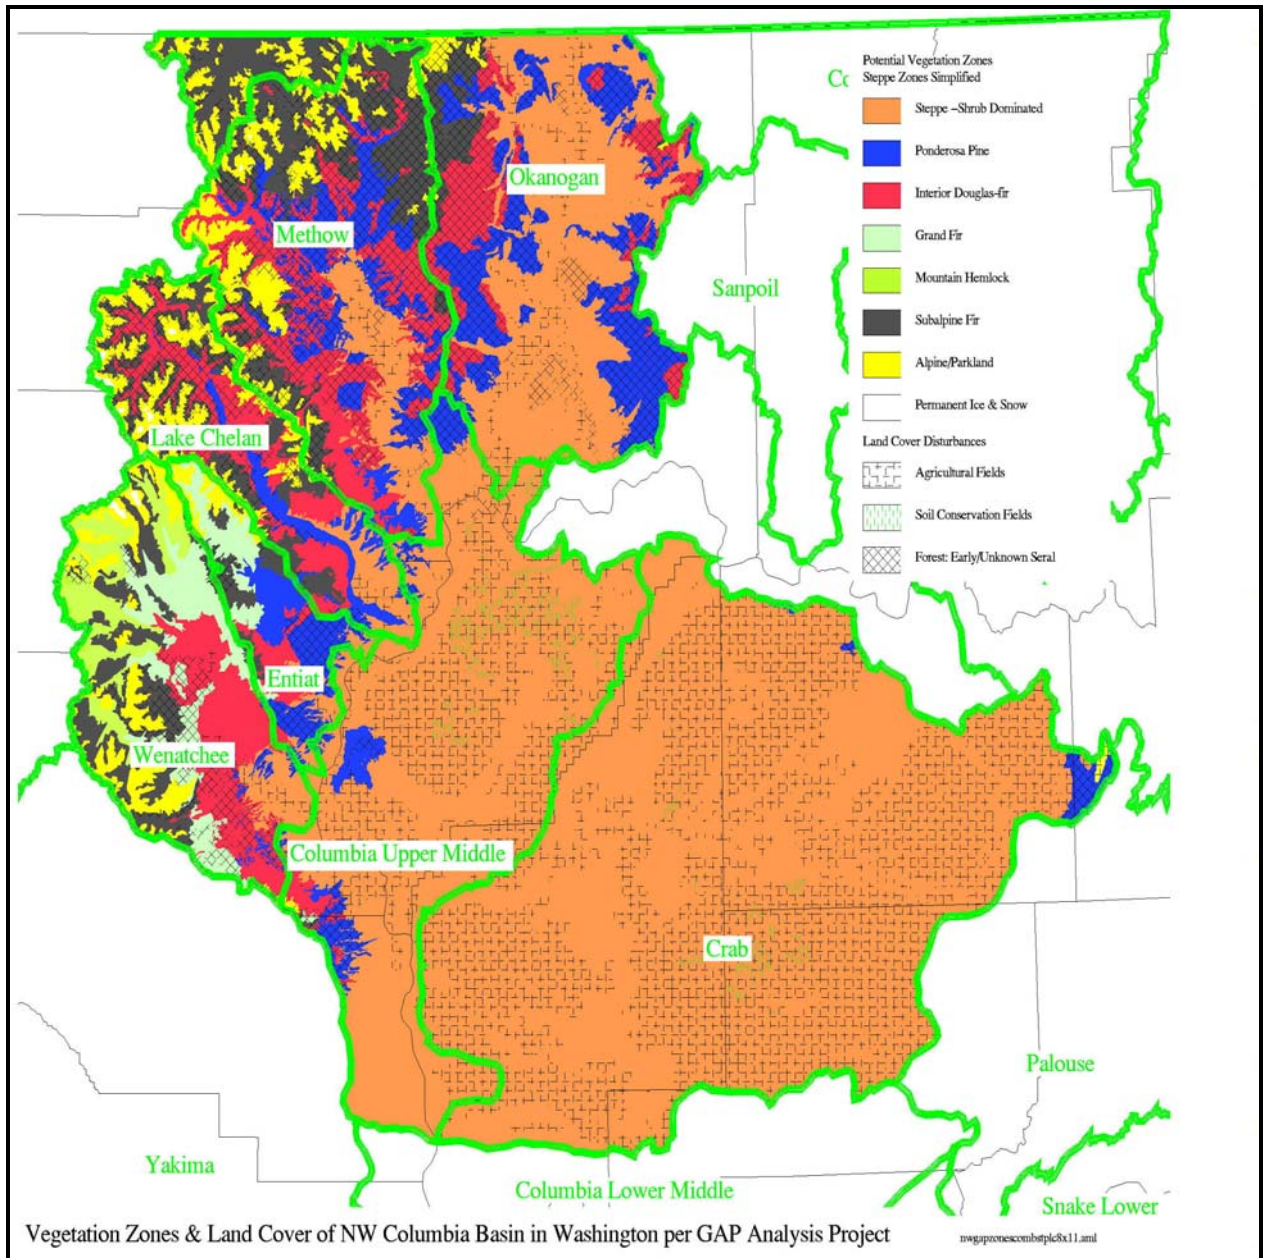 Potential Vegetation Zones
Steppe Zones Simplified
Co
Steppe –Shrub Dominated
Ponderosa Pine
Okanogan
Interior Douglas-fir
Methow
Grand Fir
Mountain Hemlock
Sanpoil
Subalpine Fir
Alpine/Parkland
Permanent Ice & Snow
Lake Chelan
Land Cover Disturbances
Agricultural Fields
Soil Conservation Fields
Forest: Early/Unknown Seral
Entiat
Wenatchee
Columbia Upper Middle
Crab
Palouse
Yakima
Columbia Lower Middle
Snake Lower
Vegetation Zones & Land Cover of NW Columbia Basin in Washington per GAP Analysis Project
nwgapzonescombstplc8x11.aml